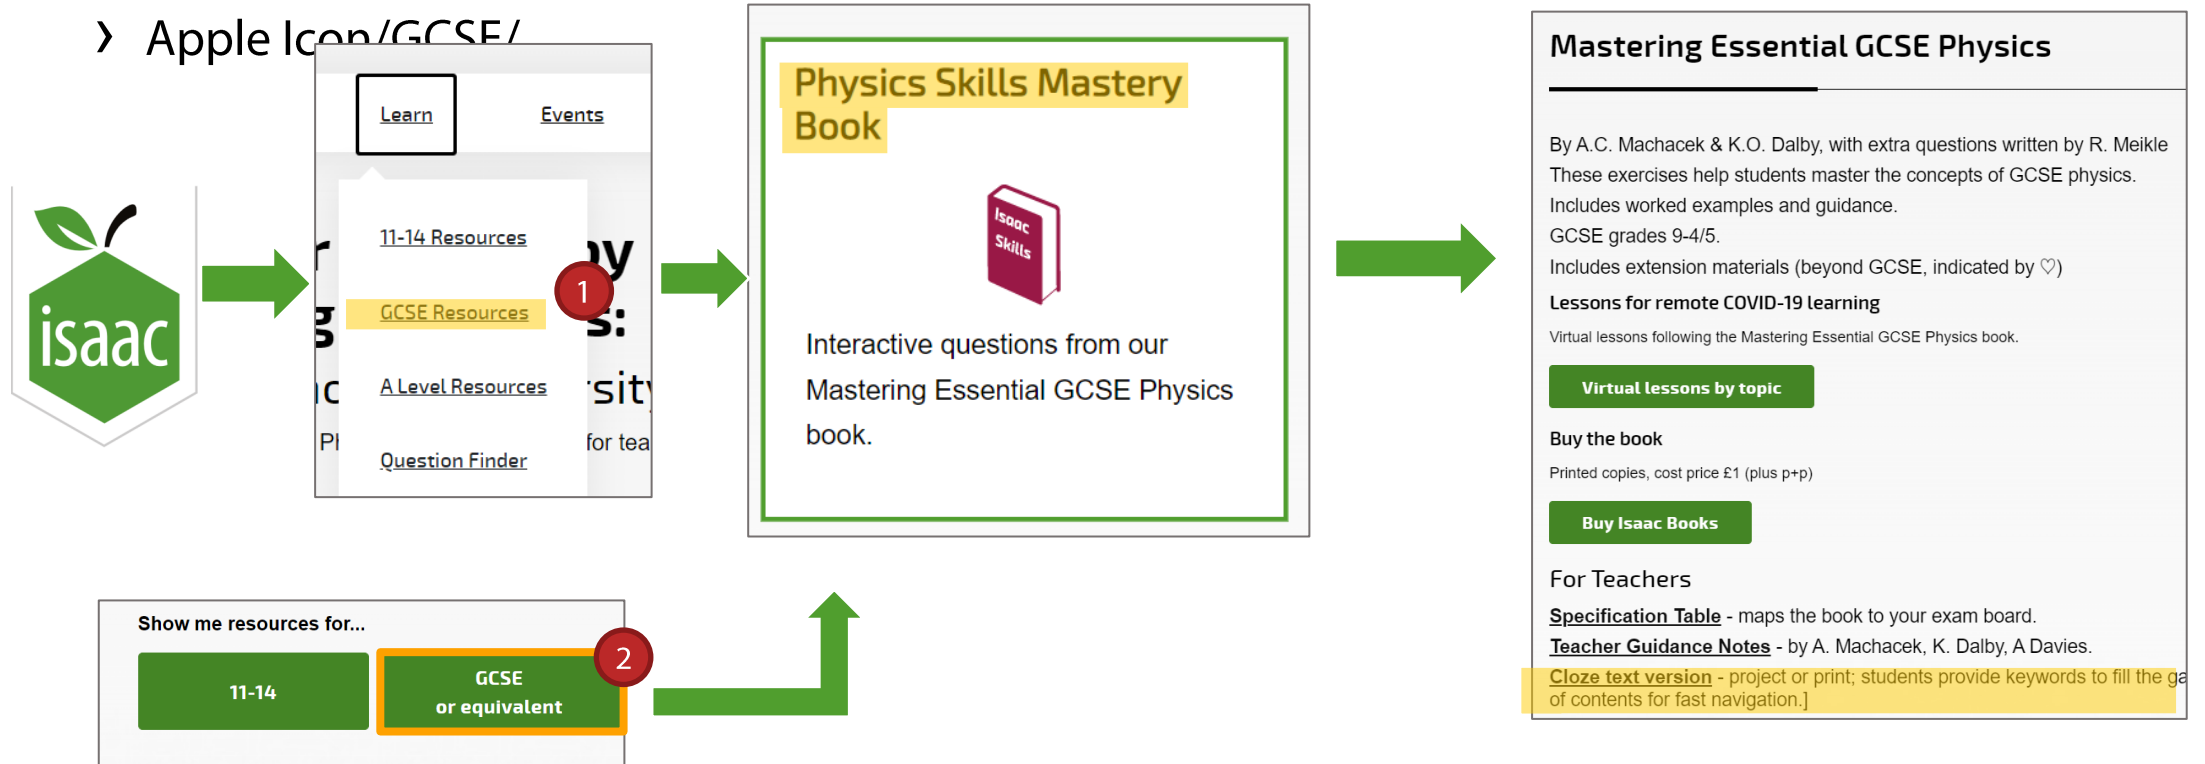 › Apple Icon/GCSE/
isaac
Learn
Events
11-14 Resources
GCSE Resources
A Level Resources
Question Finder
by
s:
for tea
1
Physics Skills Mastery
Book
Isaac
Skills
Interactive questions from our
Mastering Essential GCSE Physics
book.
Mastering Essential GCSE Physics
By A.C. Machacek & K.O. Dalby, with extra questions written by R. Meikle
These exercises help students master the concepts of GCSE physics.
Includes worked examples and guidance.
GCSE grades 9-4/5.
Includes extension materials (beyond GCSE, indicated by ♡)
Lessons for remote COVID-19 learning
Virtual lessons following the Mastering Essential GCSE Physics book.
Virtual lessons by topic
Buy the book
Printed copies, cost price £1 (plus p+p)
Buy Isaac Books
For Teachers
Specification Table - maps the book to your exam board.
Teacher Guidance Notes - by A. Machacek, K. Dalby, A Davies.
Cloze text version - project or print; students provide keywords to fill the ga
of contents for fast navigation.]
Show me resources for...
11-14
GCSE
or equivalent
2